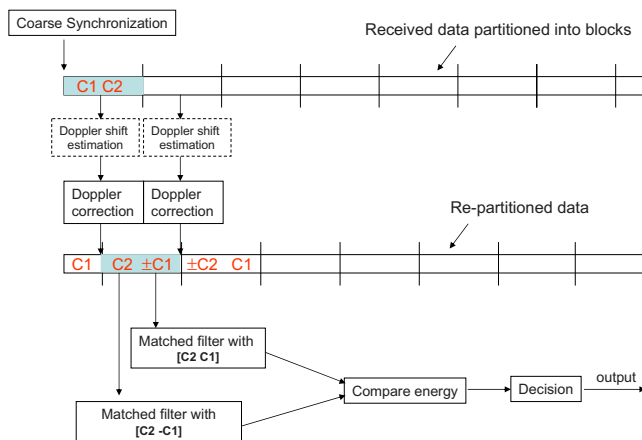 Coarse Synchronization
Received data partitioned into blocks
C1 C2
Doppler shift
estimation
Doppler shift
estimation
Doppler
correction
Doppler
correction
Re-partitioned data
C1 C2 ±C1 ±C2 C1
Matched filter with
[C2 C1]
Compare energy
Decision
output
Matched filter with
[C2 -C1]